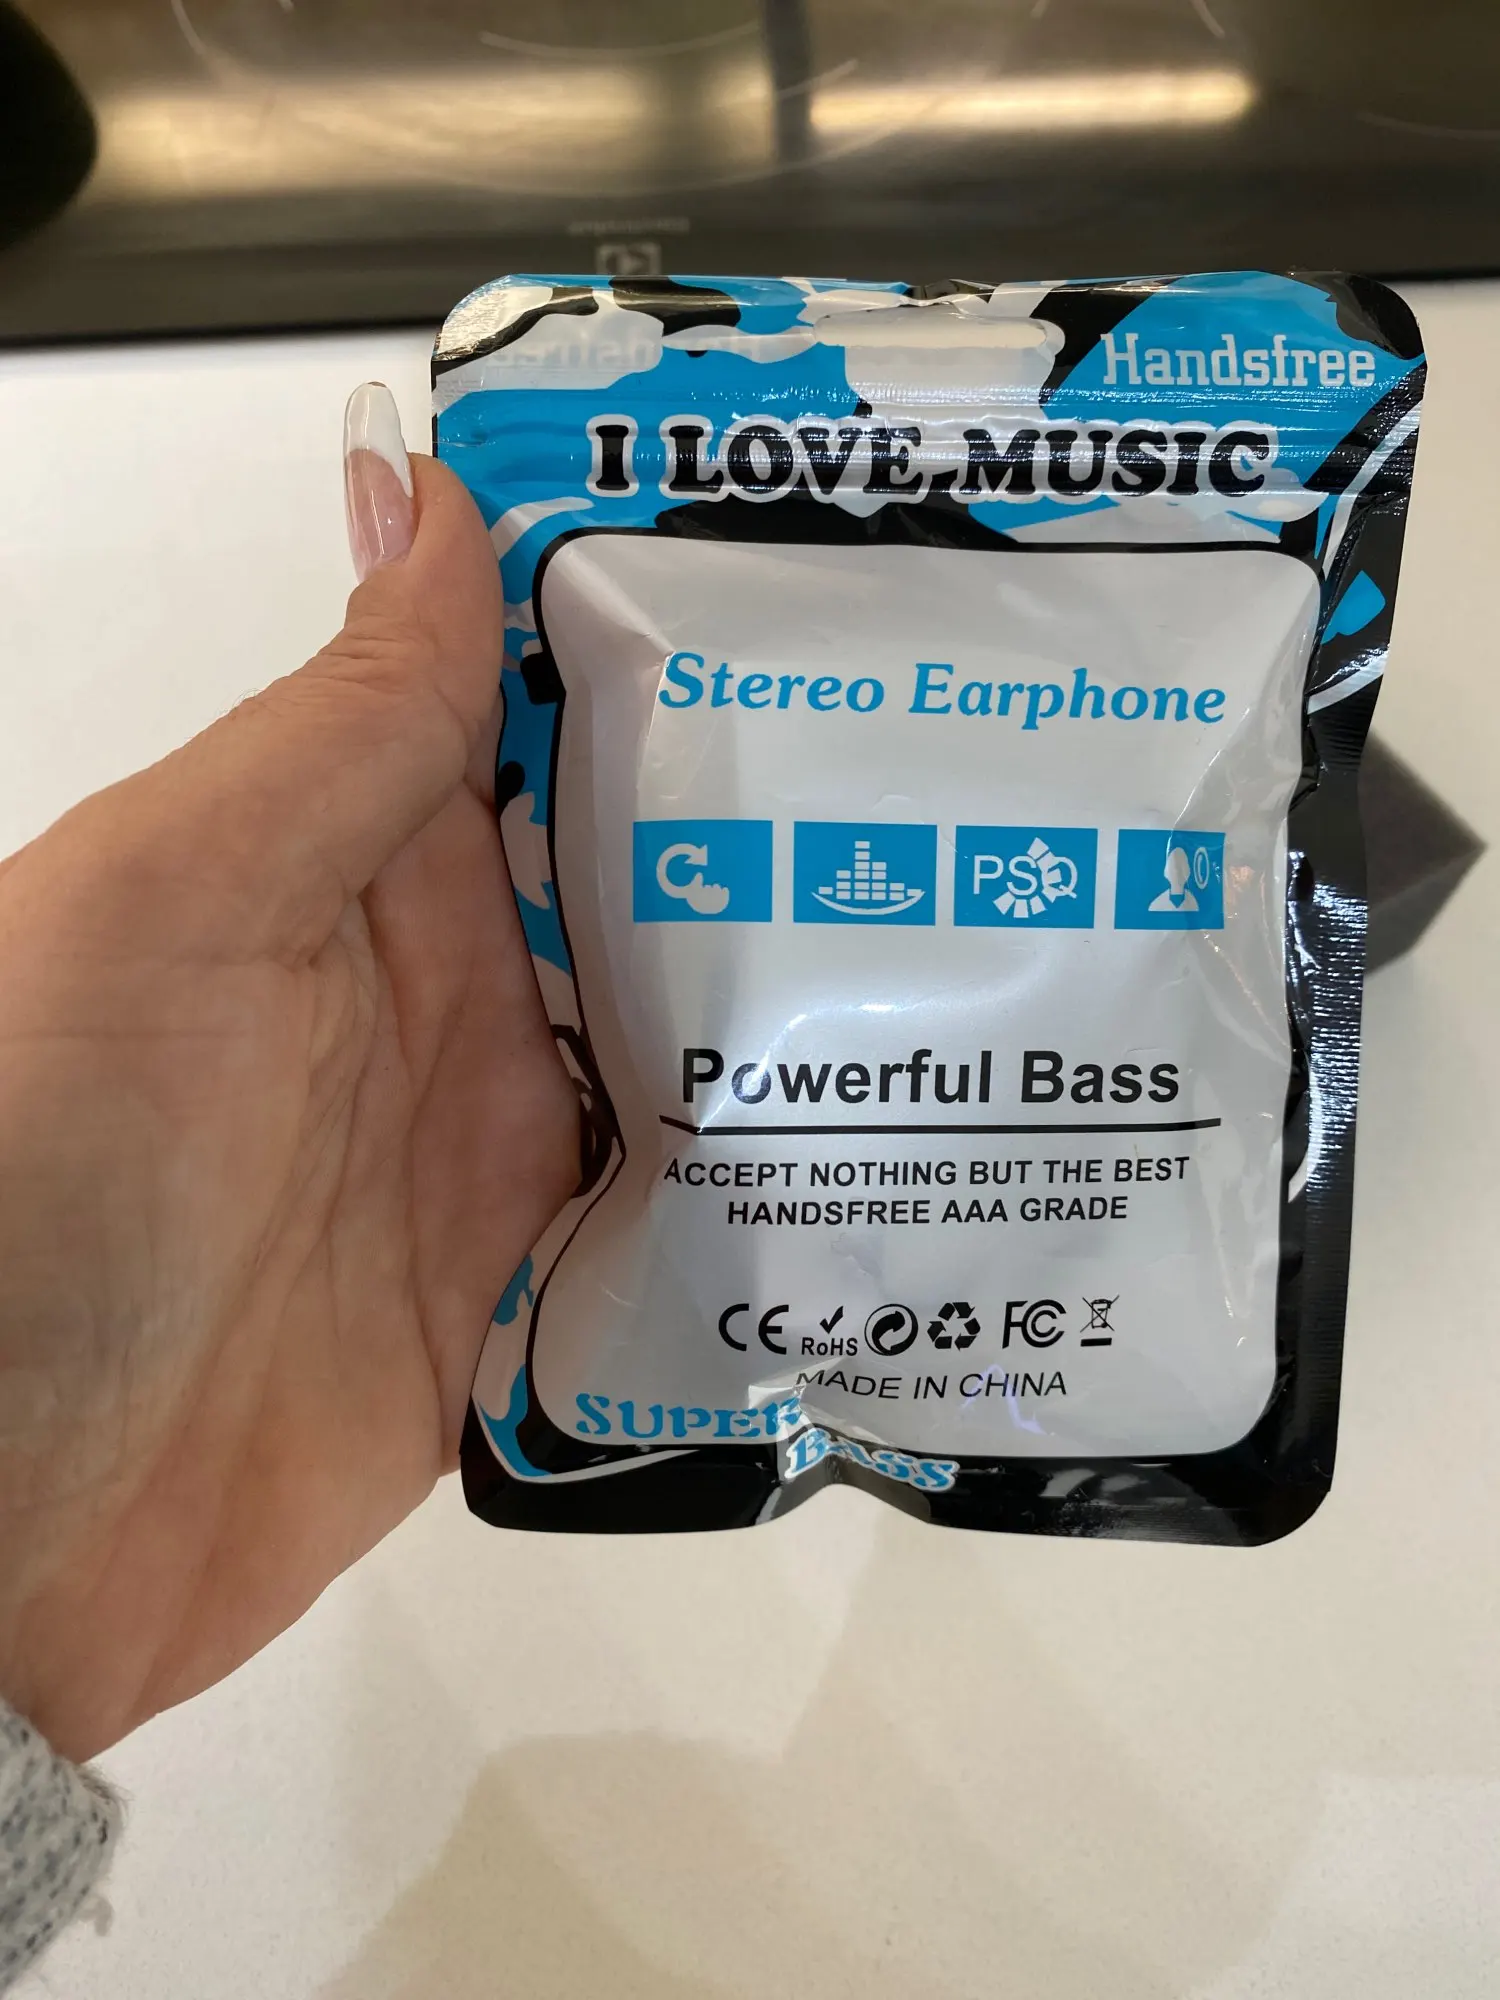 Handsfree
I LOVE MUSIC
Stereo Earphone
PSQ
Powerful Bass
ACCEPT NOTHING BUT THE BEST
HANDSFREE AAA GRADE
CE RoHS FC
MADE IN CHINA
SUPER
BASS